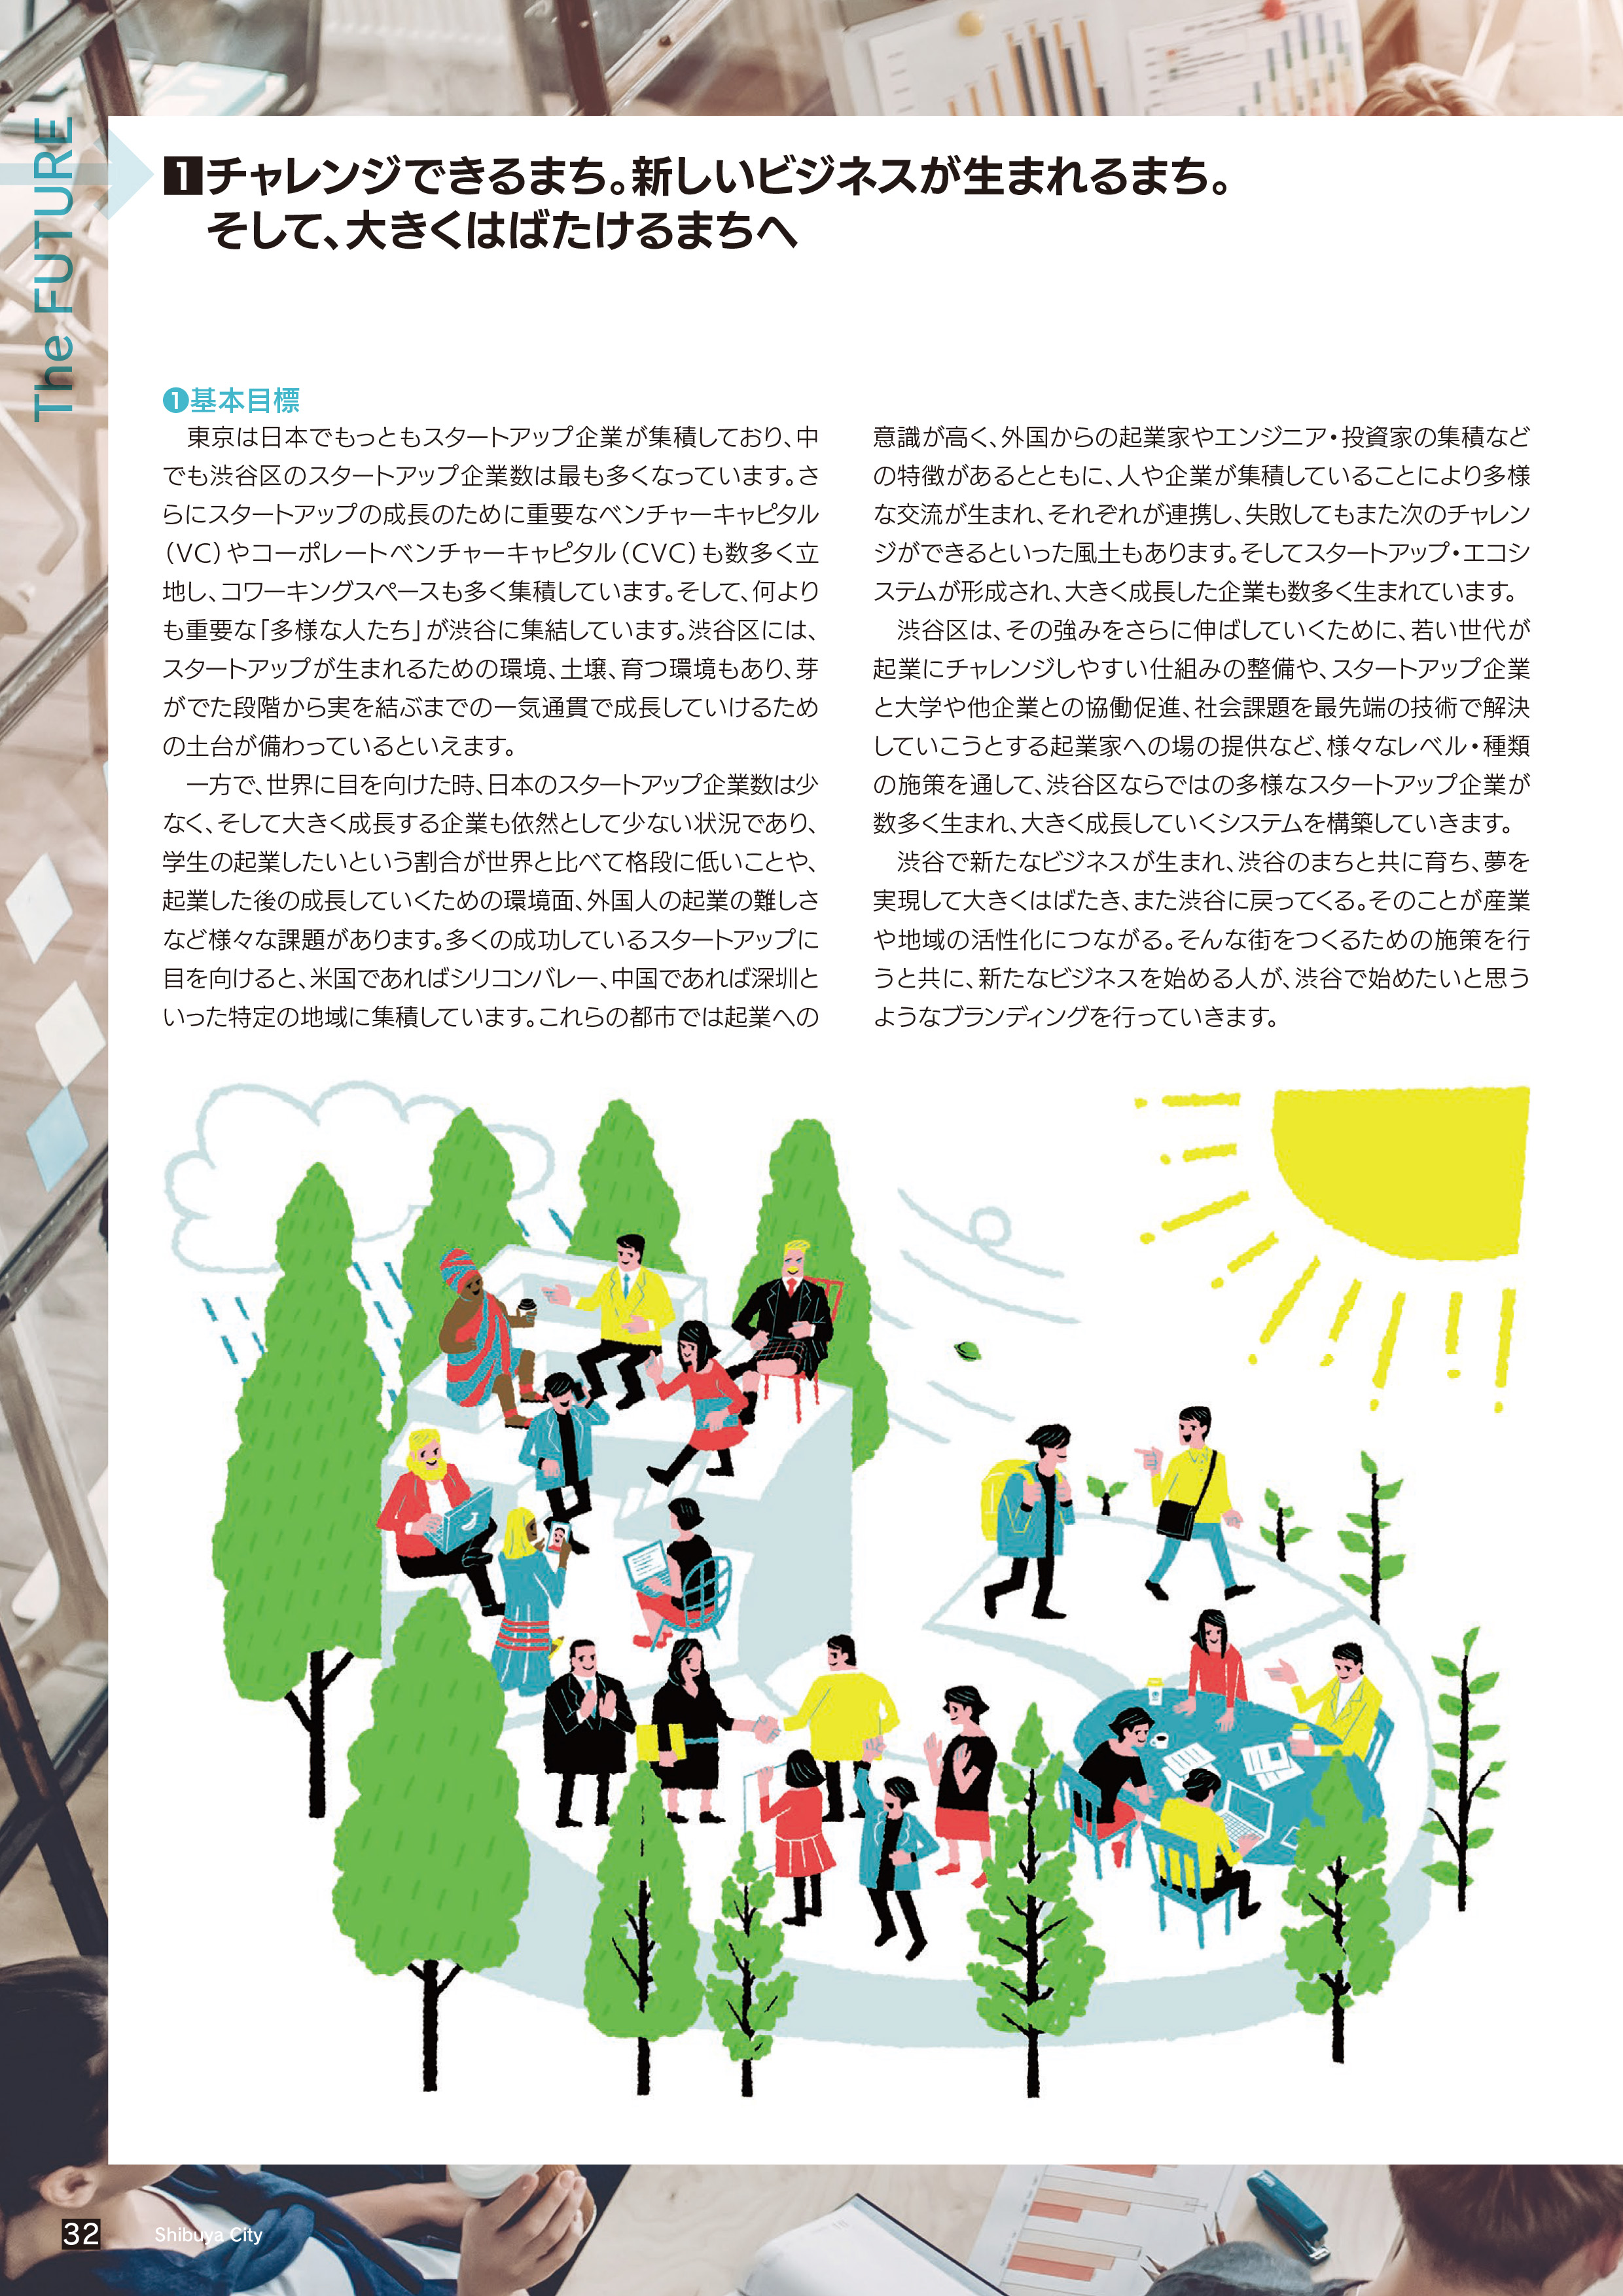 The FUTURE
1チャレンジできるまち。新しいビジネスが生まれるまち。
そして、大きくはばたけるまちへ
❶基本目標
　東京は日本でもっともスタートアップ企業が集積しており、中
でも渋谷区のスタートアップ企業数は最も多くなっています。さ
らにスタートアップの成長のために重要なベンチャーキャピタル
（VC）やコーポレートベンチャーキャピタル（CVC）も数多く立
地し、コワーキングスペースも多く集積しています。そして、何より
も重要な「多様な人たち」が渋谷に集結しています。渋谷区には、
スタートアップが生まれるための環境、土壌、育つ環境もあり、芽
がでた段階から実を結ぶまでの一気通貫で成長していけるため
の土台が備わっているといえます。
　一方で、世界に目を向けた時、日本のスタートアップ企業数は少
なく、そして大きく成長する企業も依然として少ない状況であり、
学生の起業したいという割合が世界と比べて格段に低いことや、
起業した後の成長していくための環境面、外国人の起業の難しさ
など様々な課題があります。多くの成功しているスタートアップに
目を向けると、米国であればシリコンバレー、中国であれば深圳と
いった特定の地域に集積しています。これらの都市では起業への
意識が高く、外国からの起業家やエンジニア・投資家の集積など
の特徴があるとともに、人や企業が集積していることにより多様
な交流が生まれ、それぞれが連携し、失敗してもまた次のチャレン
ジができるといった風土もあります。そしてスタートアップ・エコシ
ステムが形成され、大きく成長した企業も数多く生まれています。
　渋谷区は、その強みをさらに伸ばしていくために、若い世代が
起業にチャレンジしやすい仕組みの整備や、スタートアップ企業
と大学や他企業との協働促進、社会課題を最先端の技術で解決
していこうとする起業家への場の提供など、様々なレベル・種類
の施策を通して、渋谷区ならではの多様なスタートアップ企業が
数多く生まれ、大きく成長していくシステムを構築していきます。
　渋谷で新たなビジネスが生まれ、渋谷のまちと共に育ち、夢を
実現して大きくはばたき、また渋谷に戻ってくる。そのことが産業
や地域の活性化につながる。そんな街をつくるための施策を行
うと共に、新たなビジネスを始める人が、渋谷で始めたいと思う
ようなブランディングを行っていきます。
32
Shibuya City